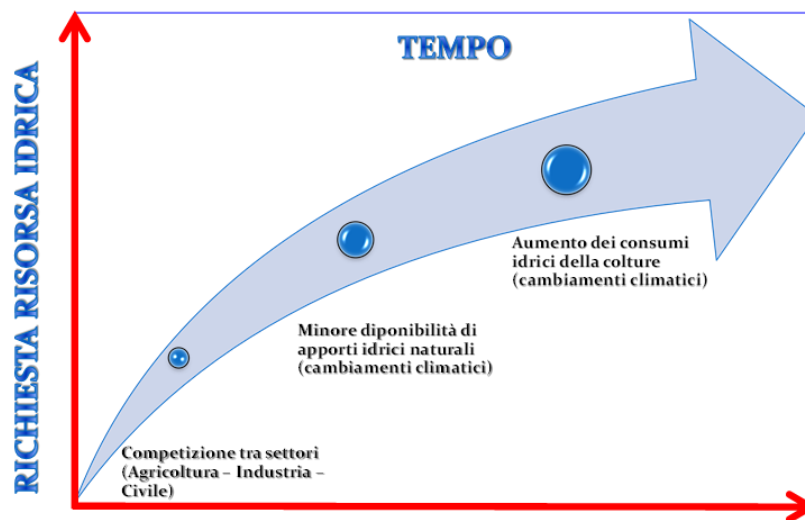 TEMPO
RICHIESTA RISORSA IDRICA
Aumento dei consumi
idrici della colture
(cambiamenti climatici)
Minore diponibilità di
apporti idrici naturali
(cambiamenti climatici)
Competizione tra settori
(Agricoltura – Industria –
Civile)